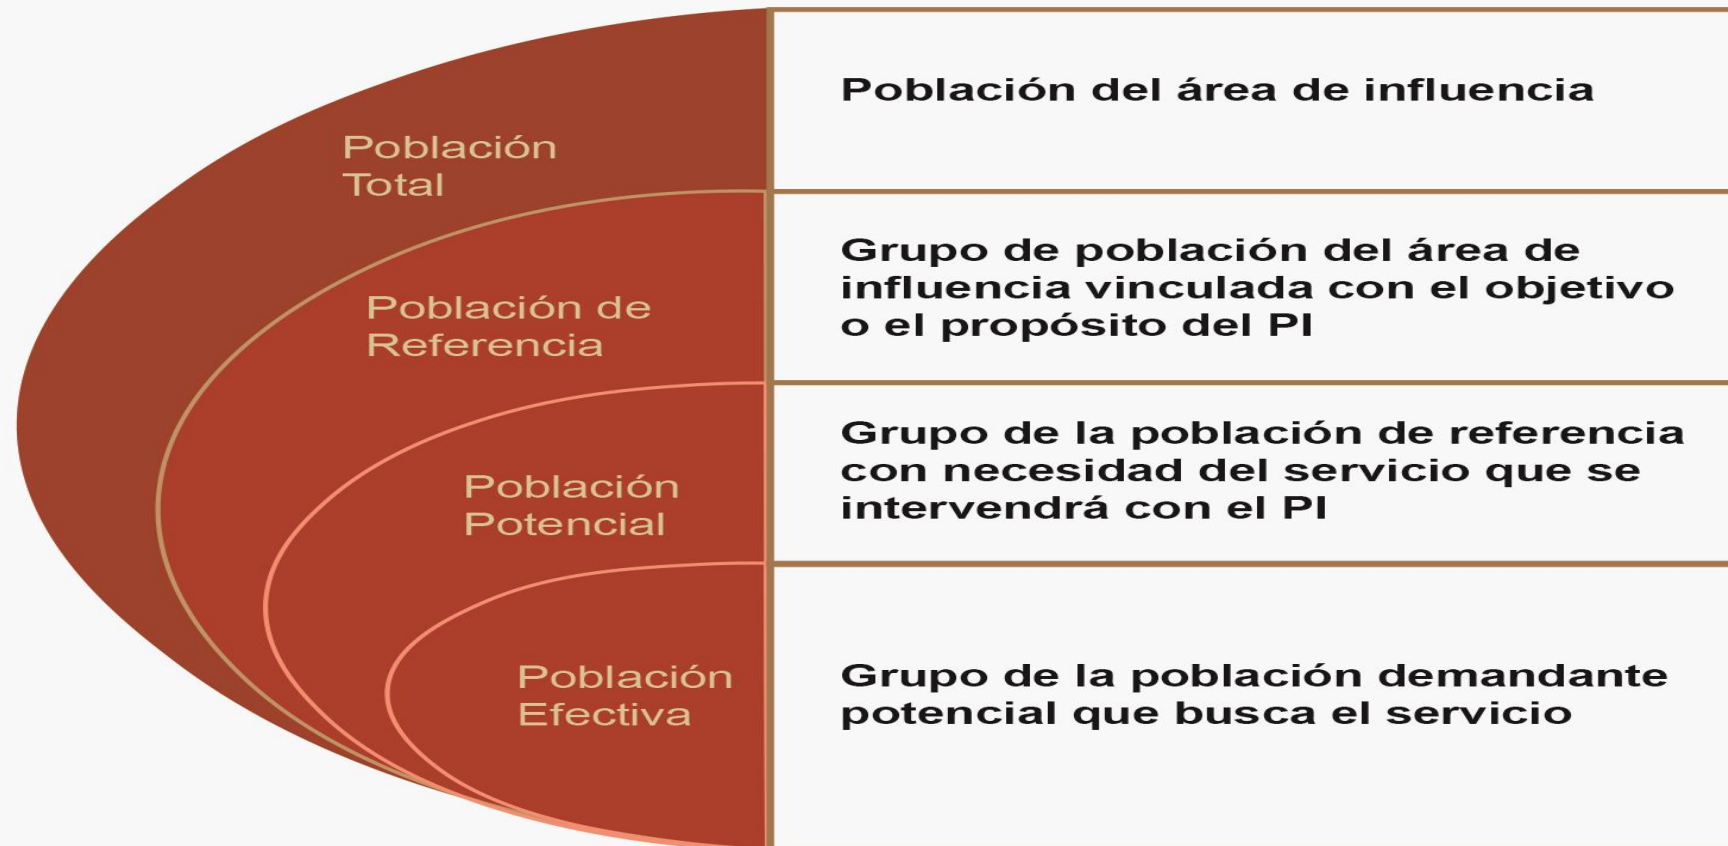 Población
Total
Población del área de influencia
Población de
Referencia
Grupo de población del área de
influencia vinculada con el objetivo
o el propósito del PI
Población
Potencial
Grupo de la población de referencia
con necesidad del servicio que se
intervendrá con el PI
Población
Efectiva
Grupo de la población demandante
potencial que busca el servicio